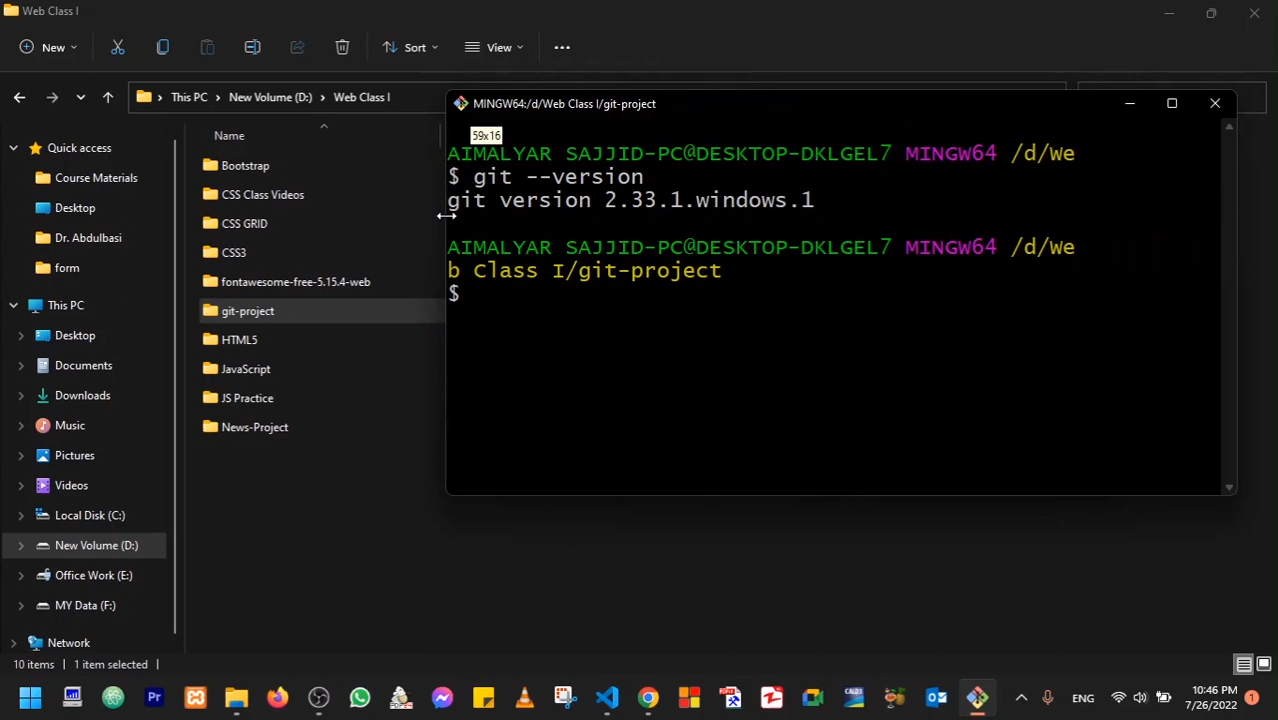 Web Class I
New
Sort
View
This PC
New Volume (D:)
Web Class I
MINGW64:/d/Web Class I/git-project
59x16
AIMALYAR SAJJID-PC@DESKTOP-DKLGEL7 MINGW64 /d/We
$ git --version
git version 2.33.1.windows.1
AIMALYAR SAJJID-PC@DESKTOP-DKLGEL7 MINGW64 /d/We
b Class I/git-project
$
Quick access
Course Materials
Desktop
Dr. Abdulbasi
form
This PC
Desktop
Documents
Downloads
Music
Pictures
Videos
Local Disk (C:)
New Volume (D:)
Office Work (E:)
MY Data (F:)
Network
Name
Bootstrap
CSS Class Videos
CSS GRID
CSS3
fontawesome-free-5.15.4-web
git-project
HTML5
JavaScript
JS Practice
News-Project
10 items
1 item selected
Pr
ENG
10:46 PM
7/26/2022
1